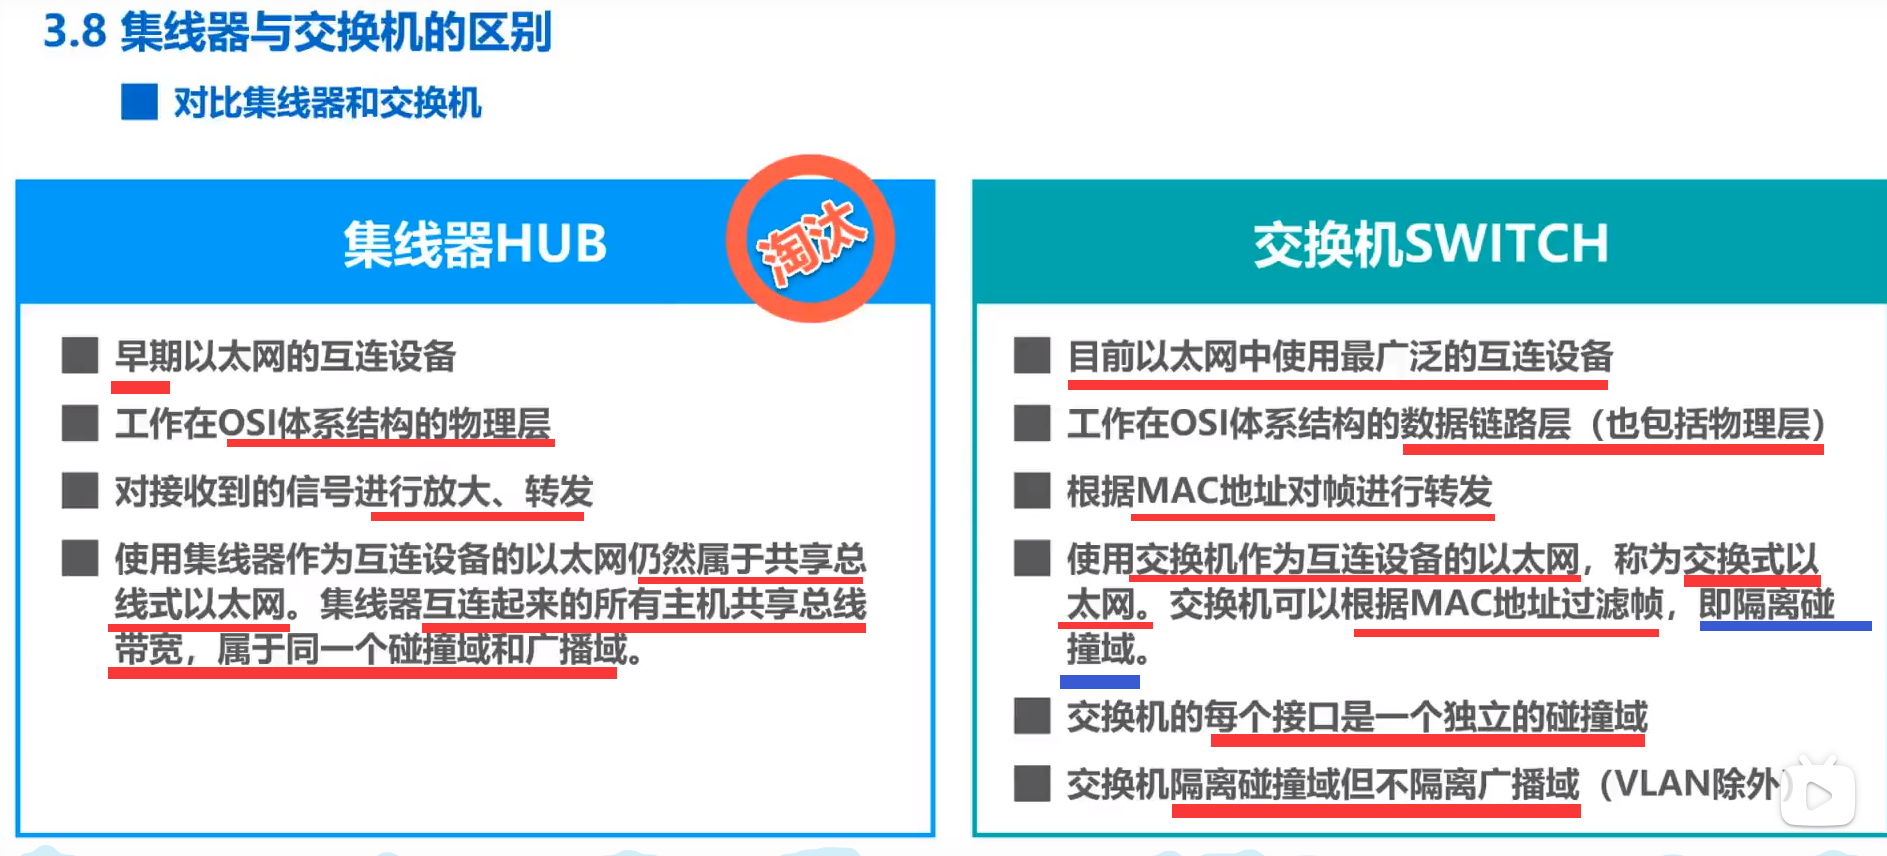 3.8 集线器与交换机的区别
对比集线器和交换机
集线器HUB
淘汰
早期以太网的互连设备
工作在OSI体系结构的物理层
对接收到的信号进行放大、转发
使用集线器作为互连设备的以太网仍然属于共享总
线式以太网。集线器互连起来的所有主机共享总线
带宽，属于同一个碰撞域和广播域。
交换机SWITCH
目前以太网中使用最广泛的互连设备
工作在OSI体系结构的数据链路层（也包括物理层）
根据MAC地址对帧进行转发
使用交换机作为互连设备的以太网，称为交换式以
太网。交换机可以根据MAC地址过滤帧，即隔离碰
撞域。
交换机的每个接口是一个独立的碰撞域
交换机隔离碰撞域但不隔离广播域（VLAN除外）